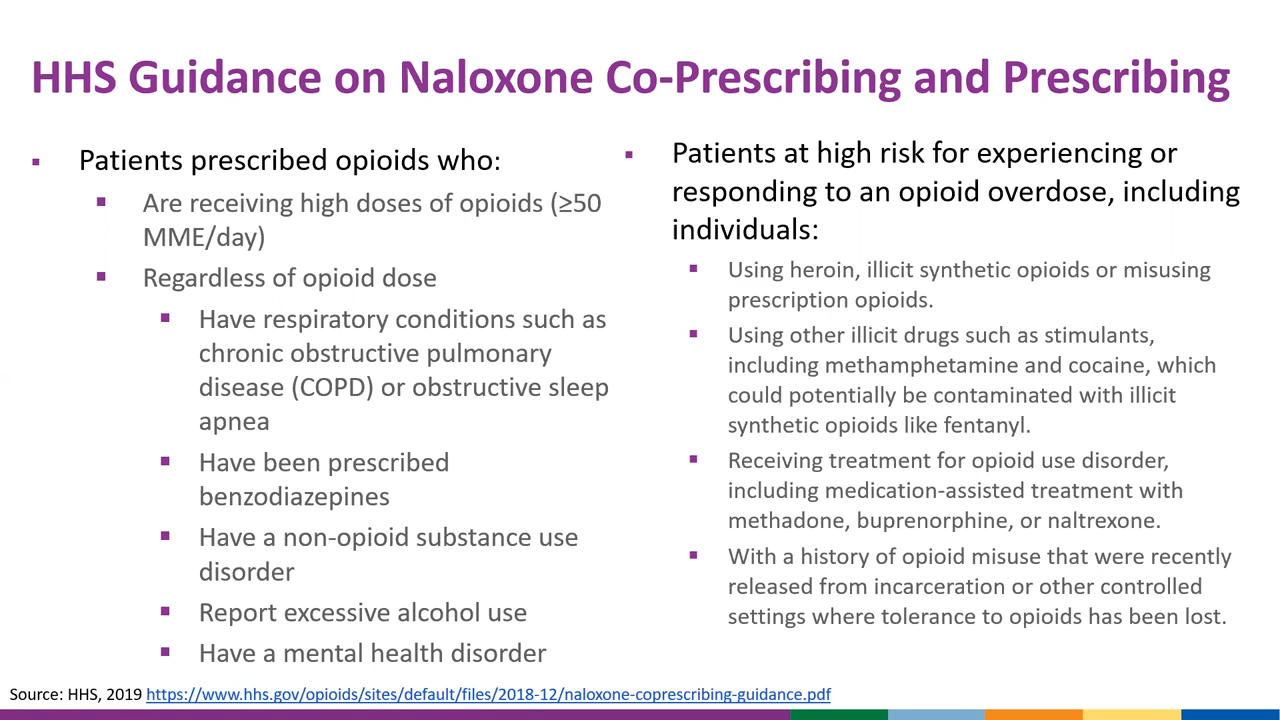 HHS Guidance on Naloxone Co-Prescribing and Prescribing
▪ Patients prescribed opioids who:
▪ Are receiving high doses of opioids (≥50
MME/day)
▪ Regardless of opioid dose
▪ Have respiratory conditions such as
chronic obstructive pulmonary
disease (COPD) or obstructive sleep
apnea
▪ Have been prescribed
benzodiazepines
▪ Have a non-opioid substance use
disorder
▪ Report excessive alcohol use
▪ Have a mental health disorder
▪ Patients at high risk for experiencing or
responding to an opioid overdose, including
individuals:
▪ Using heroin, illicit synthetic opioids or misusing
prescription opioids.
▪ Using other illicit drugs such as stimulants,
including methamphetamine and cocaine, which
could potentially be contaminated with illicit
synthetic opioids like fentanyl.
▪ Receiving treatment for opioid use disorder,
including medication-assisted treatment with
methadone, buprenorphine, or naltrexone.
▪ With a history of opioid misuse that were recently
released from incarceration or other controlled
settings where tolerance to opioids has been lost.
Source: HHS, 2019 https://www.hhs.gov/opioids/sites/default/files/2018-12/naloxone-coprescribing-guidance.pdf